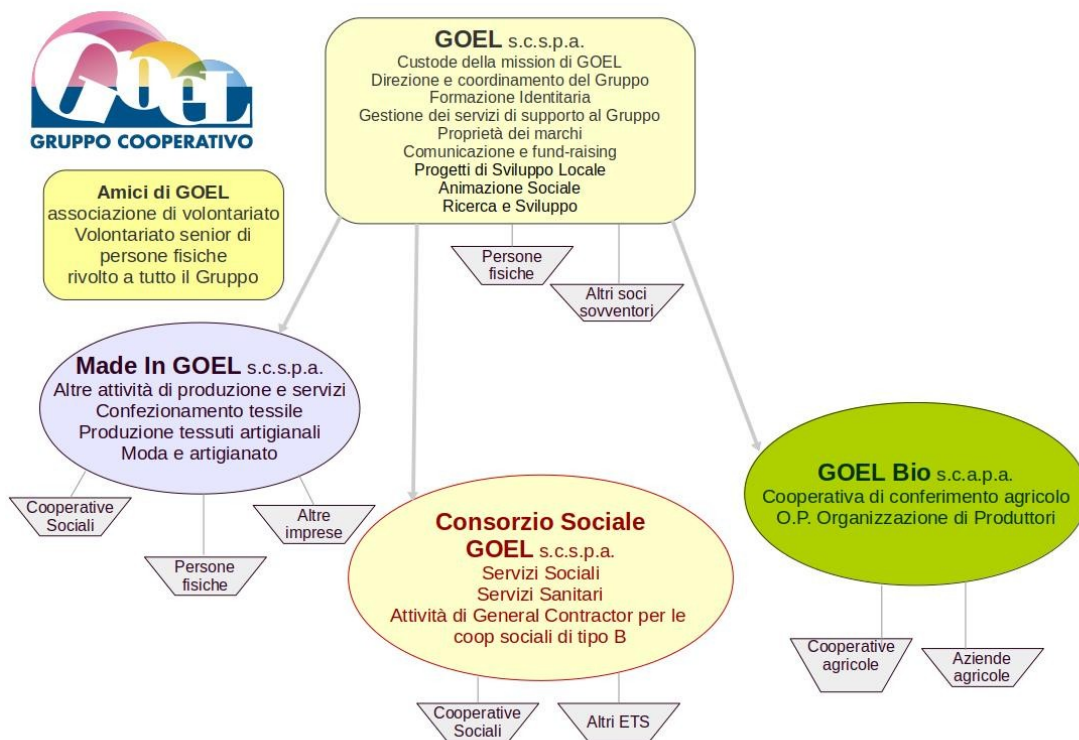 GOEL
GRUPPO COOPERATIVO
GOEL s.c.s.p.a.
Custode della mission di GOEL
Direzione e coordinamento del Gruppo
Formazione Identitaria
Gestione dei servizi di supporto al Gruppo
Proprietà dei marchi
Comunicazione e fund-raising
Progetti di Sviluppo Locale
Animazione Sociale
Ricerca e Sviluppo
Amici di GOEL
associazione di volontariato
Volontariato senior di
persone fisiche
rivolto a tutto il Gruppo
Persone
fisiche
Altri soci
sovventori
Made In GOEL s.c.s.p.a.
Altre attività di produzione e servizi
Confezionamento tessile
Produzione tessuti artigianali
Moda e artigianato
Cooperative
Sociali
Persone
fisiche
Altre
imprese
Consorzio Sociale
GOEL s.c.s.p.a.
Servizi Sociali
Servizi Sanitari
Attività di General Contractor per le
coop sociali di tipo B
Cooperative
Sociali
Altri ETS
GOEL Bio s.c.a.p.a.
Cooperativa di conferimento agricolo
O.P. Organizzazione di Produttori
Cooperative
agricole
Aziende
agricole